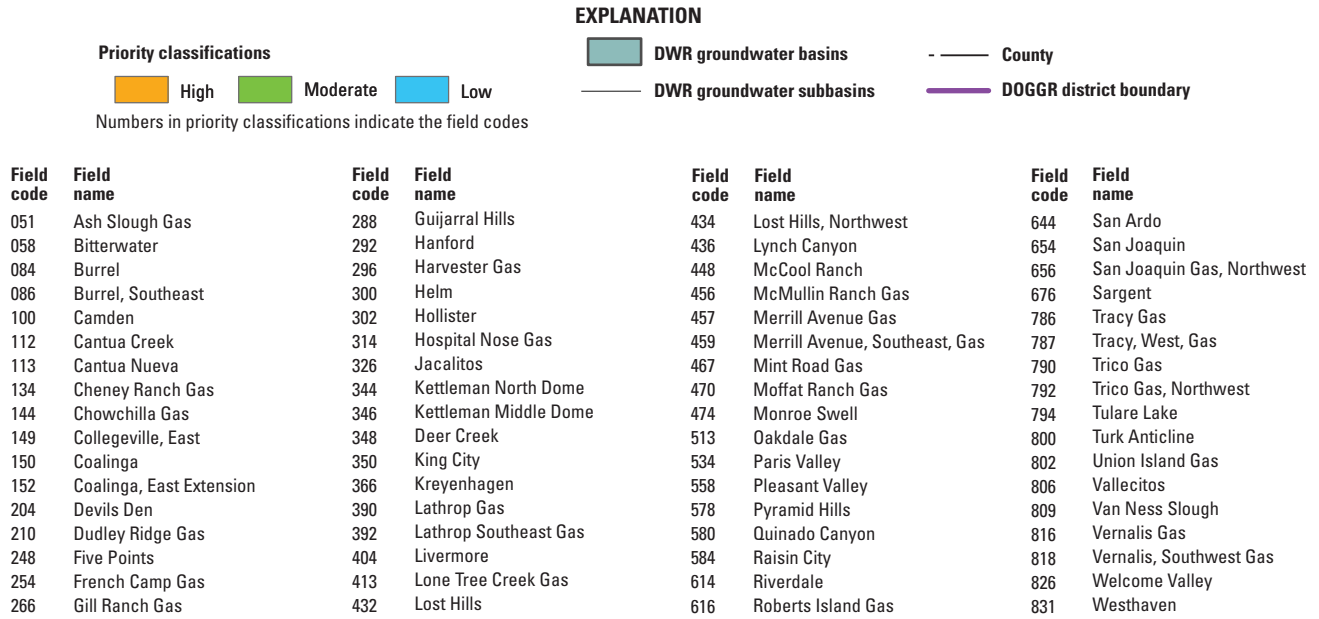 EXPLANATION
Priority classifications
High Moderate Low
Numbers in priority classifications indicate the field codes
DWR groundwater basins
DWR groundwater subbasins
County
DOGGR district boundary
Field code Field name
051 Ash Slough Gas
058 Bitterwater
084 Burrel
086 Burrel, Southeast
100 Camden
112 Cantua Creek
113 Cantua Nueva
134 Cheney Ranch Gas
144 Chowchilla Gas
149 Collegeville, East
150 Coalinga
152 Coalinga, East Extension
204 Devils Den
210 Dudley Ridge Gas
248 Five Points
254 French Camp Gas
266 Gill Ranch Gas
Field code Field name
288 Guijarral Hills
292 Hanford
296 Harvester Gas
300 Helm
302 Hollister
314 Hospital Nose Gas
326 Jacalitos
344 Kettleman North Dome
346 Kettleman Middle Dome
348 Deer Creek
350 King City
366 Kreyenhagen
390 Lathrop Gas
392 Lathrop Southeast Gas
404 Livermore
413 Lone Tree Creek Gas
432 Lost Hills
Field code Field name
434 Lost Hills, Northwest
436 Lynch Canyon
448 McCool Ranch
456 McMullin Ranch Gas
457 Merrill Avenue Gas
459 Merrill Avenue, Southeast, Gas
467 Mint Road Gas
470 Moffat Ranch Gas
474 Monroe Swell
513 Oakdale Gas
534 Paris Valley
558 Pleasant Valley
578 Pyramid Hills
580 Quinado Canyon
584 Raisin City
614 Riverdale
616 Roberts Island Gas
Field code Field name
644 San Ardo
654 San Joaquin
656 San Joaquin Gas, Northwest
676 Sargent
786 Tracy Gas
787 Tracy, West, Gas
790 Trico Gas
792 Trico Gas, Northwest
794 Tulare Lake
800 Turk Anticline
802 Union Island Gas
806 Vallecitos
809 Van Ness Slough
816 Vernalis Gas
818 Vernalis, Southwest Gas
826 Welcome Valley
831 Westhaven